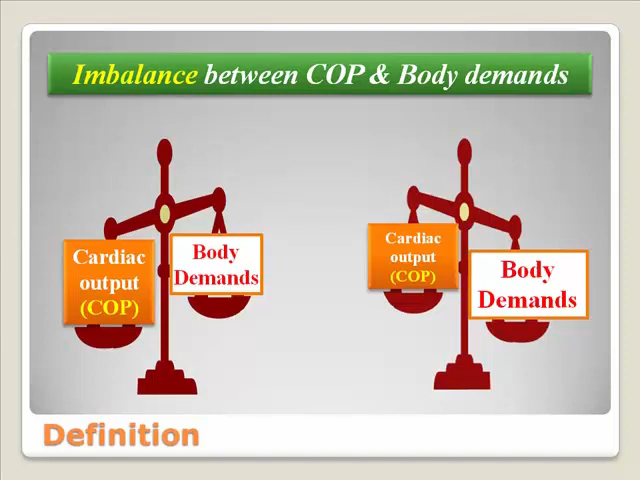 Imbalance between COP & Body demands
Cardiac
output
(COP)
Body
Demands
Cardiac
output
(COP)
Body
Demands
Definition